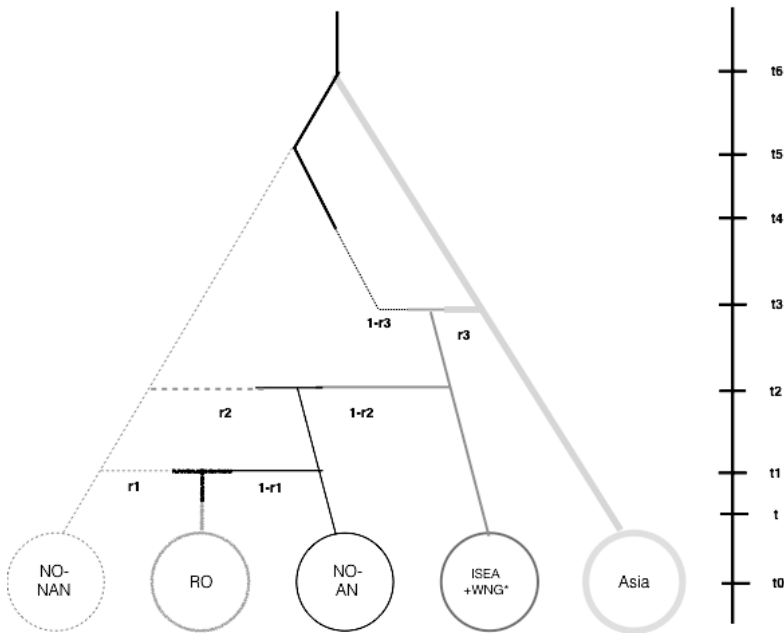 t6
t5
t4
t3
1-r3 r3
t2
r2 1-r2
t1
r1 1-r1
t
NO-
NAN
RO
NO-
AN
ISEA
+WNG*
Asia
t0